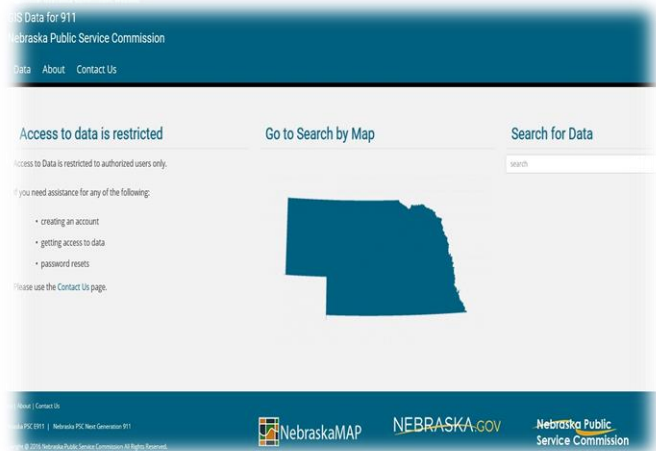 GIS Data for 911
Nebraska Public Service Commission
Data About Contact Us
Access to data is restricted
Access to Data is restricted to authorized users only.
If you need assistance for any of the following:
• creating an account
• getting access to data
• password resets
Please use the Contact Us page.
Go to Search by Map
Search for Data
search
About | Contact Us
Nebraska PSC E911 | Nebraska PSC Next Generation 911
Copyright © 2016 Nebraska Public Service Commission All Rights Reserved.
NebraskaMAP
NEBRASKA.GOV
Nebraska Public
Service Commission